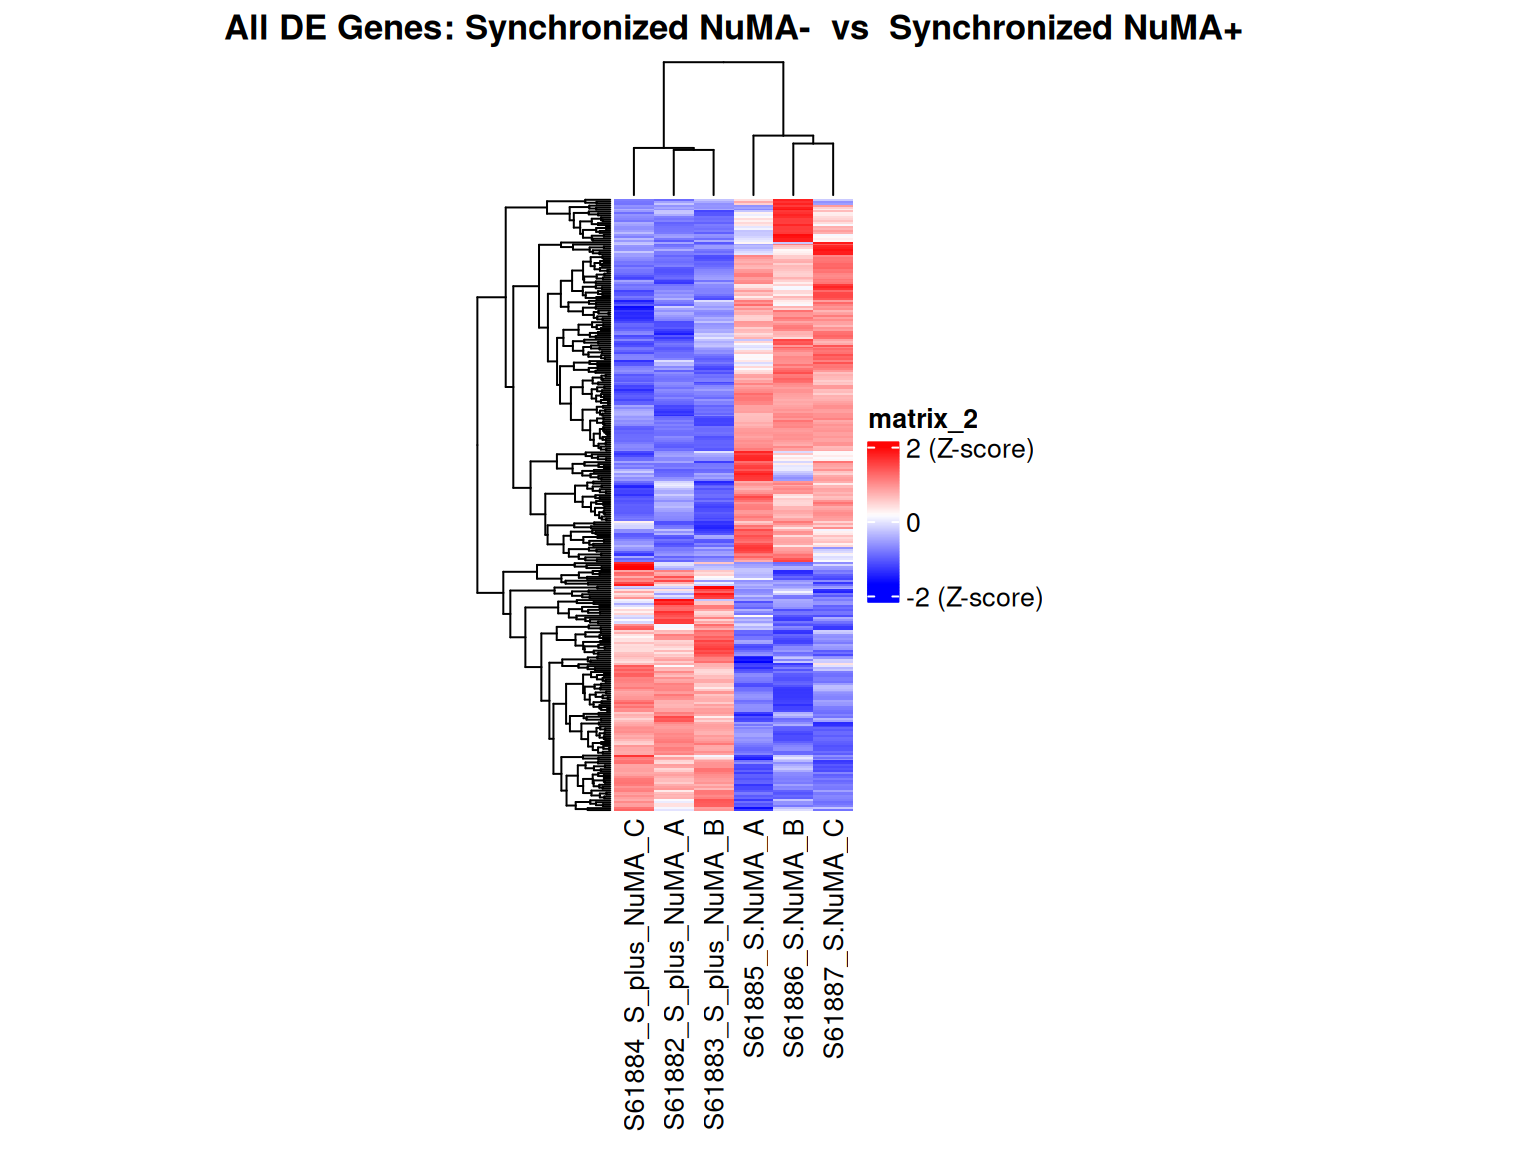 All DE Genes: Synchronized NuMA-  vs  Synchronized NuMA+
matrix_2
2 (Z-score)
0
-2 (Z-score)
S61884_S_plus_NuMA_C
S61882_S_plus_NuMA_A
S61883_S_plus_NuMA_B
S61885_S.NuMA_A
S61886_S.NuMA_B
S61887_S.NuMA_C